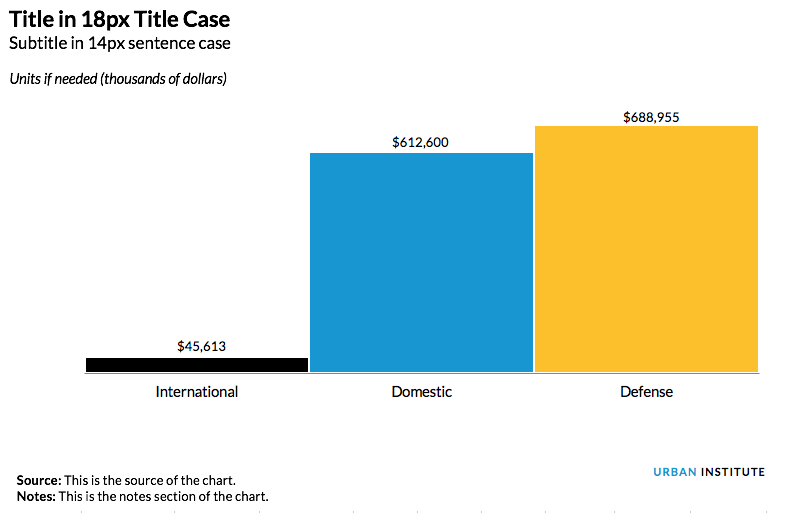 Title in 18px Title Case
Subtitle in 14px sentence case
Units if needed (thousands of dollars)
$688,955
$612,600
$45,613
International Domestic Defense
URBAN INSTITUTE
Source: This is the source of the chart.
Notes: This is the notes section of the chart.